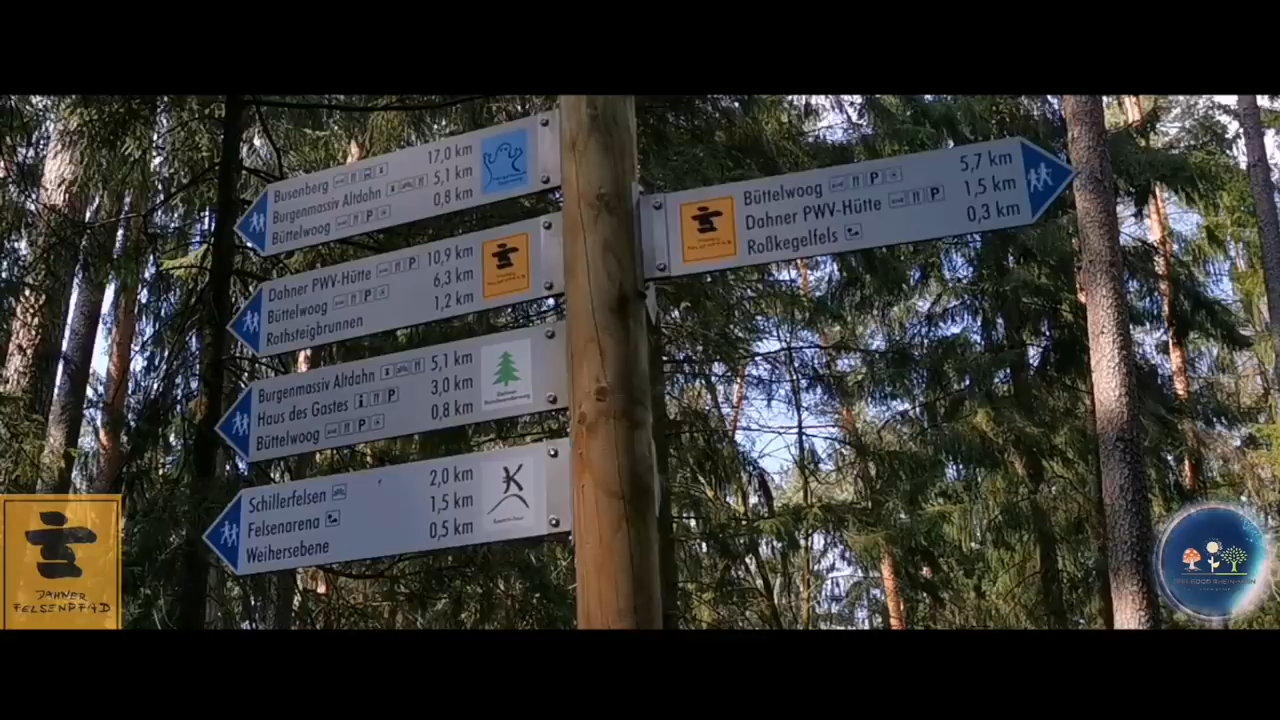 Busenberg 17,0 km
Burgenmassiv Altdahn 5,1 km
Büttelwoog P 0,8 km
Dahner PWV-Hütte P 10,9 km
Büttelwoog P 6,3 km
Rothsteigbrunnen 1,2 km
Burgenmassiv Altdahn 5,1 km
Haus des Gastes i P 3,0 km
Büttelwoog P 0,8 km
Schillerfelsen 2,0 km
Felsenarena 1,5 km
Weihersebene 0,5 km
K
Büttelwoog P 5,7 km
Dahner PWV-Hütte P 1,5 km
Roßkegelfels 0,3 km
DAHNER
FELSENPFAD